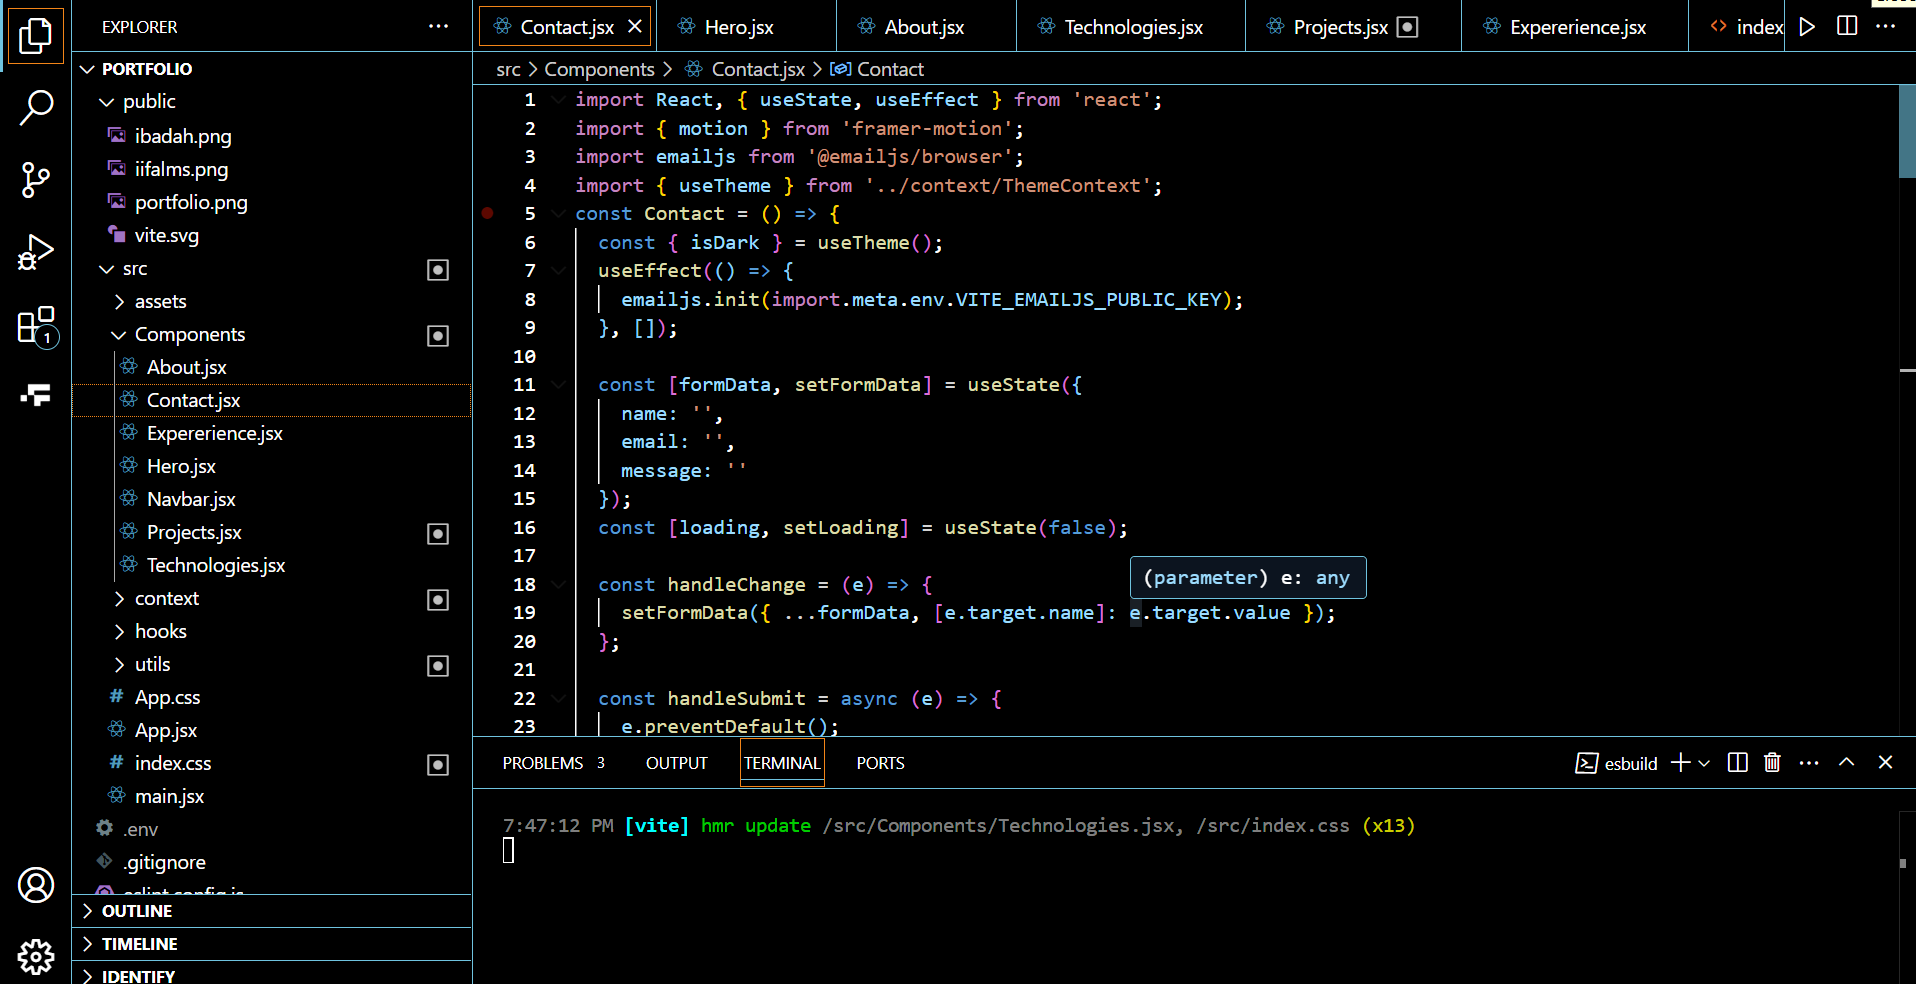 EXPLORER
PORTFOLIO
public
ibadah.png
iifalms.png
portfolio.png
vite.svg
src
assets
Components
About.jsx
Contact.jsx
Expererience.jsx
Hero.jsx
Navbar.jsx
Projects.jsx
Technologies.jsx
context
hooks
utils
App.css
App.jsx
index.css
main.jsx
.env
.gitignore
eslint.config.js
OUTLINE
TIMELINE
IDENTIFY
1
Contact.jsx Hero.jsx About.jsx Technologies.jsx Projects.jsx Expererience.jsx index
src > Components > Contact.jsx > Contact
1 import React, { useState, useEffect } from 'react';
2 import { motion } from 'framer-motion';
3 import emailjs from '@emailjs/browser';
4 import { useTheme } from '../context/ThemeContext';
5 const Contact = () => {
6 const { isDark } = useTheme();
7 useEffect(() => {
8 emailjs.init(import.meta.env.VITE_EMAILJS_PUBLIC_KEY);
9 }, []);
10
11 const [formData, setFormData] = useState({
12 name: '',
13 email: '',
14 message: ''
15 });
16 const [loading, setLoading] = useState(false);
17
(parameter) e: any
18 const handleChange = (e) => {
19 setFormData({ ...formData, [e.target.name]: e.target.value });
20 };
21
22 const handleSubmit = async (e) => {
23 e.preventDefault();
PROBLEMS 3 OUTPUT TERMINAL PORTS esbuild
7:47:12 PM [vite] hmr update /src/Components/Technologies.jsx, /src/index.css (x13)